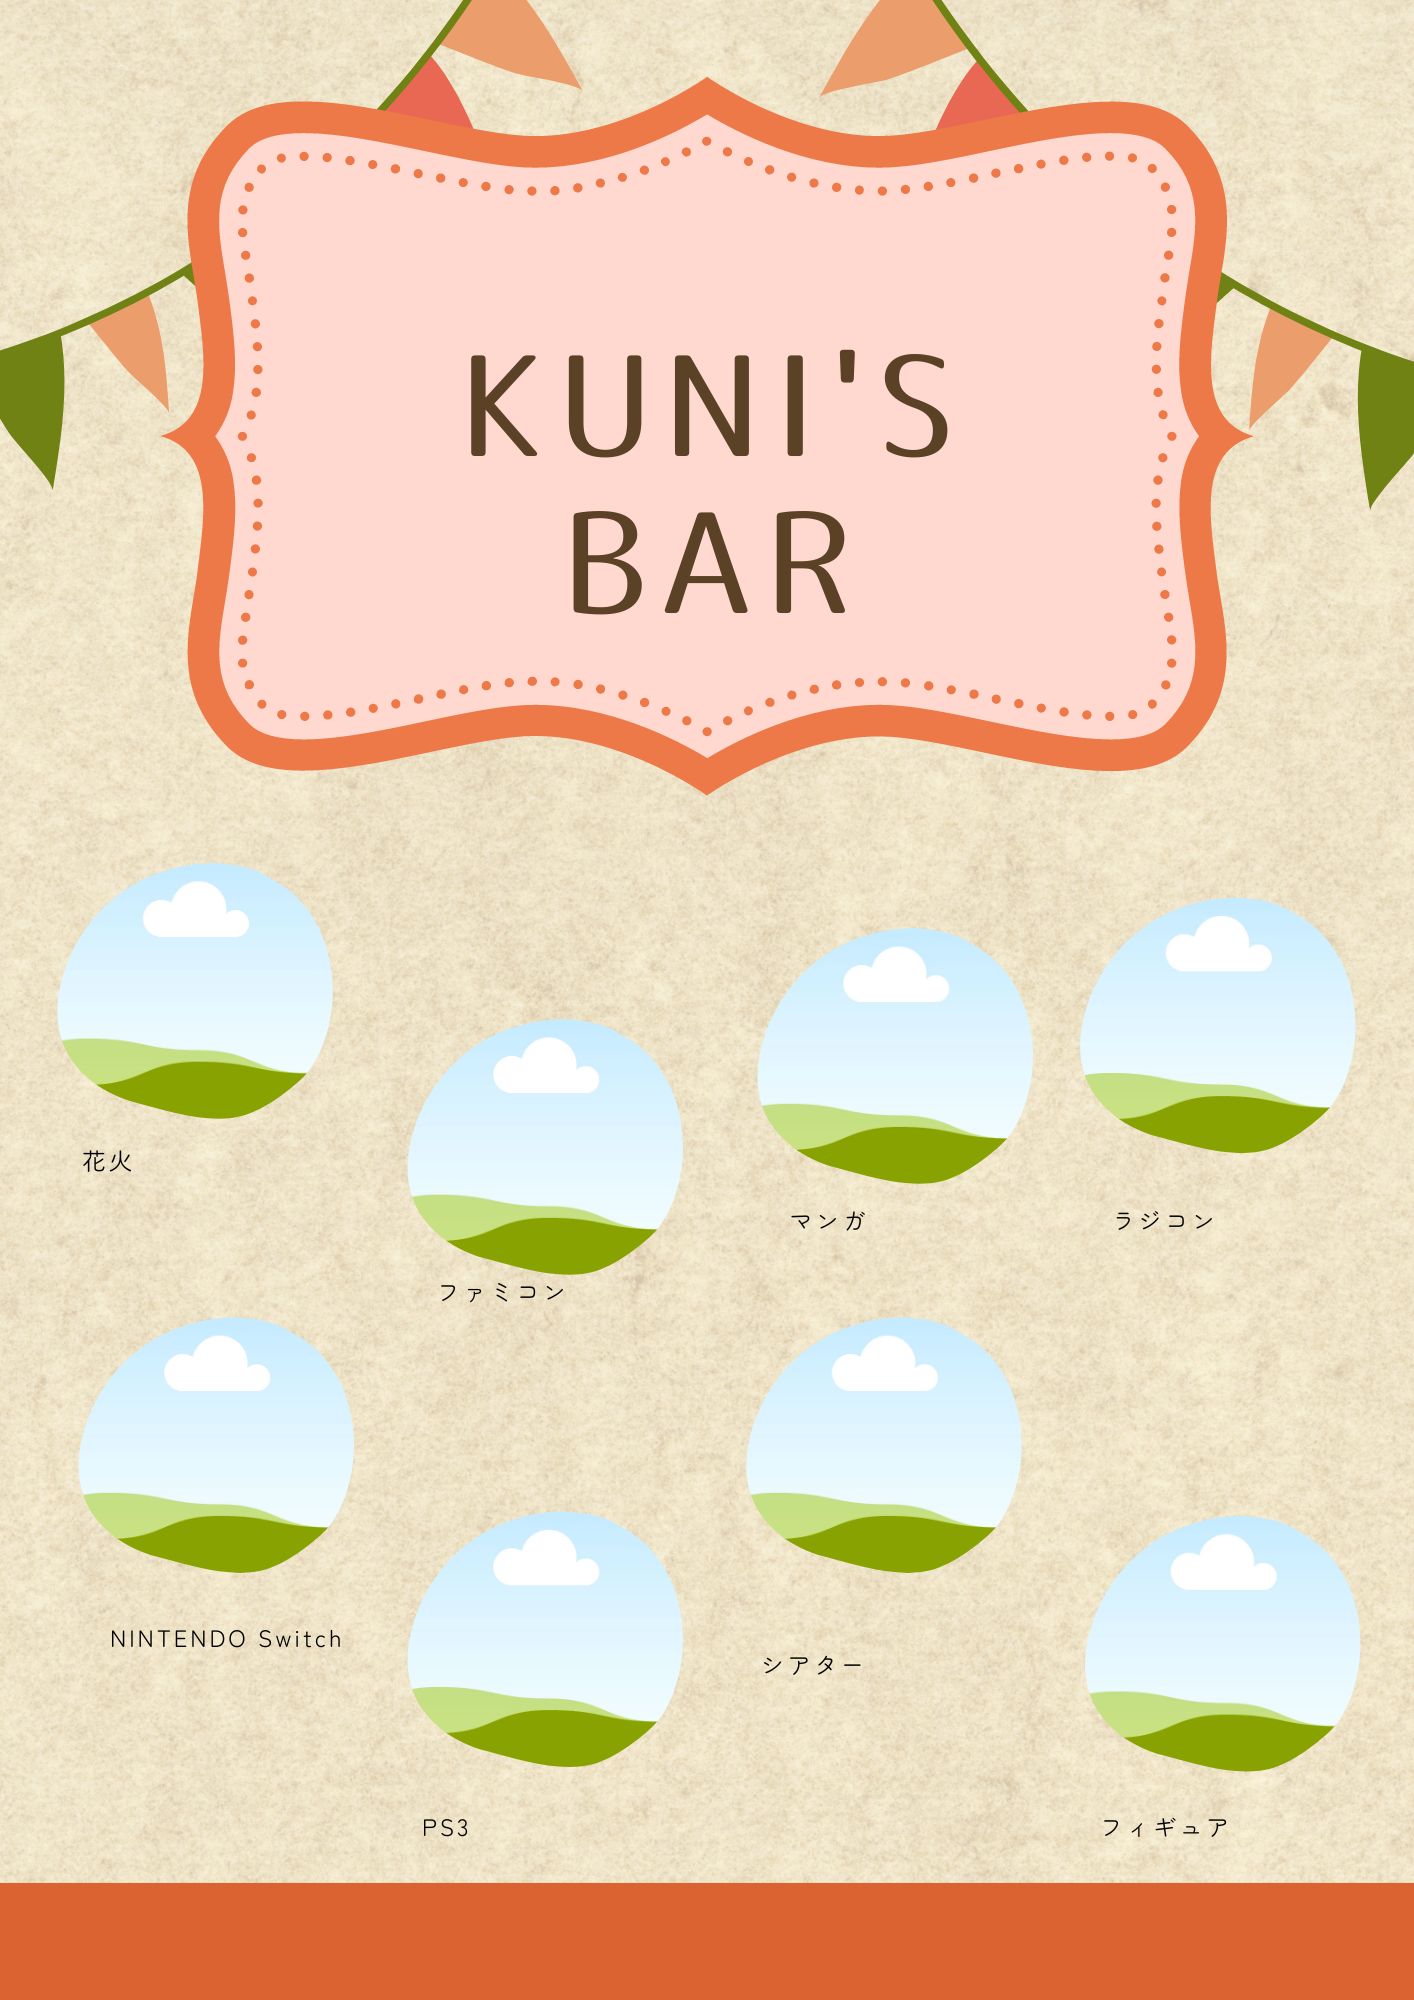 KUNI'S
BAR
花火
ファミコン
マンガ
ラジコン
NINTENDO Switch
PS3
シアター
フィギュア